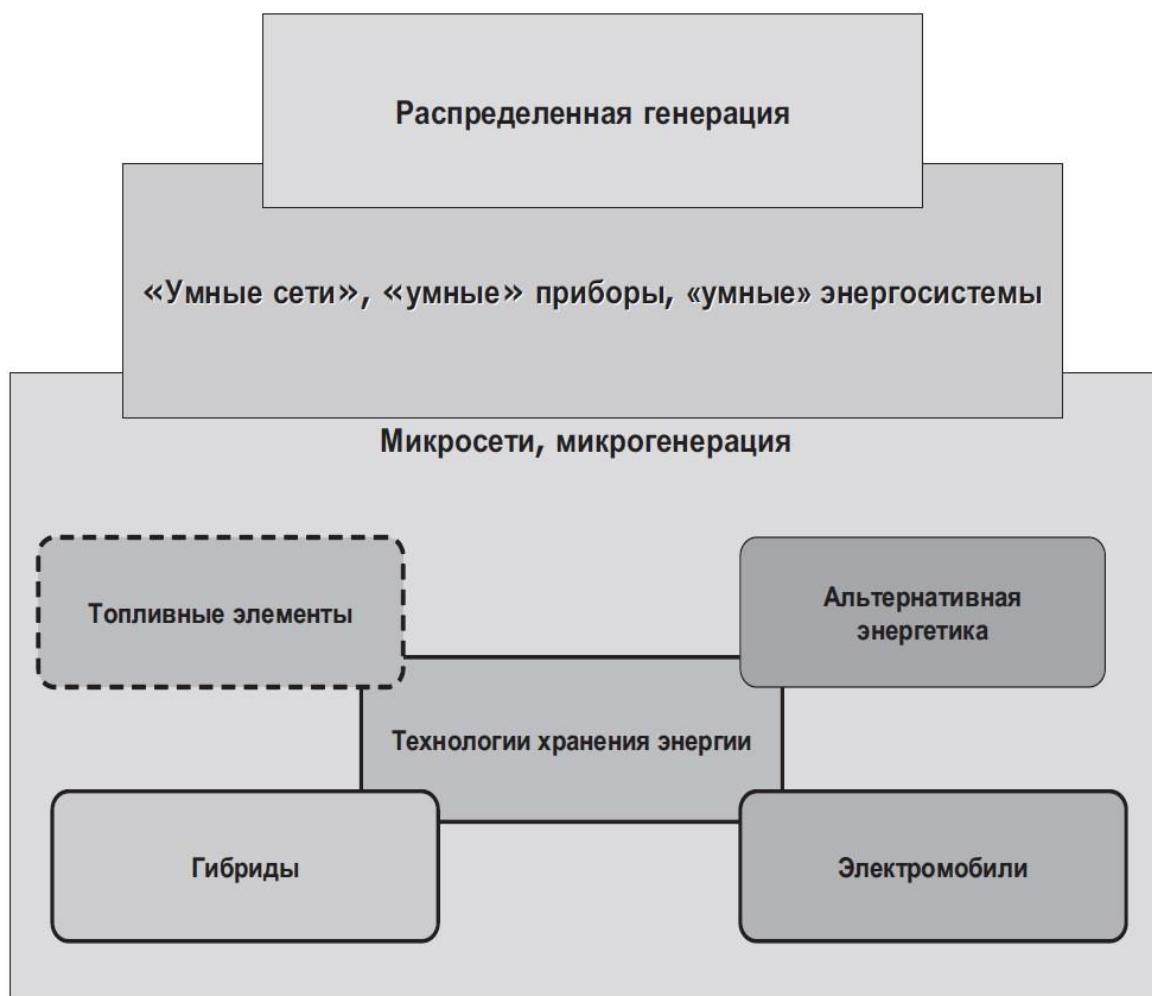 Распределенная генерация
«Умные сети», «умные» приборы, «умные» энергосистемы
Микросети, микрогенерация
Топливные элементы
Альтернативная
энергетика
Технологии хранения энергии
Гибриды
Электромобили